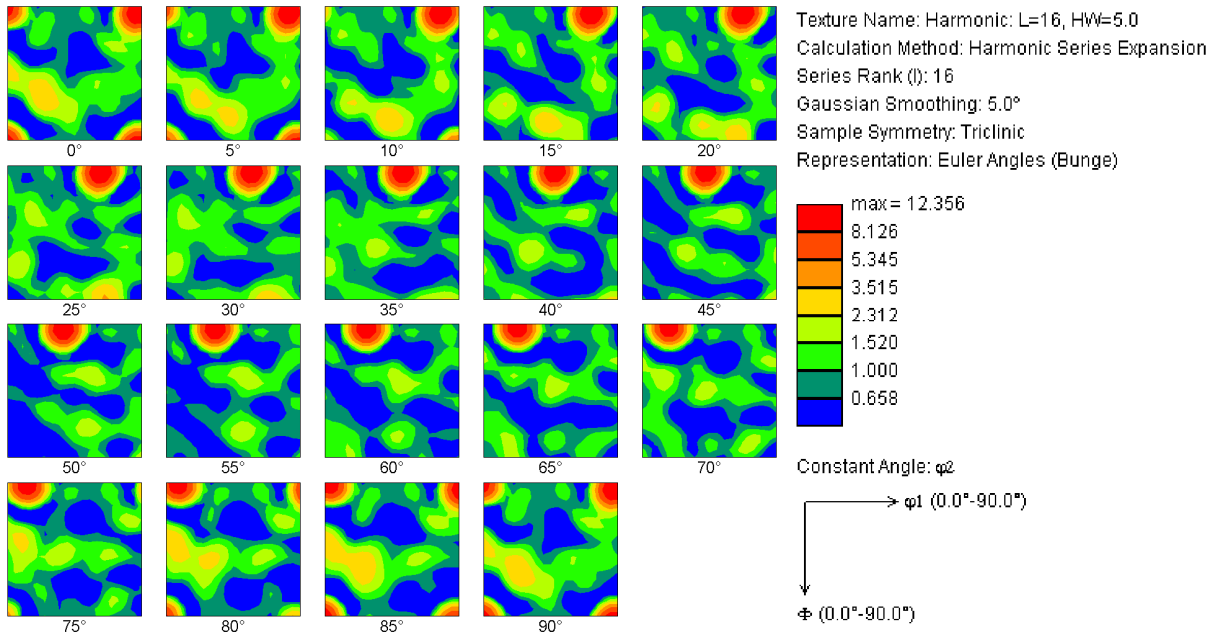 Texture Name: Harmonic: L=16, HW=5.0
Calculation Method: Harmonic Series Expansion
Series Rank (l): 16
Gaussian Smoothing: 5.0°
Sample Symmetry: Triclinic
Representation: Euler Angles (Bunge)
max = 12.356
8.126
5.345
3.515
2.312
1.520
1.000
0.658
Constant Angle: φ2
φ1 (0.0°-90.0°)
Φ (0.0°-90.0°)
0° 5° 10° 15° 20°
25° 30° 35° 40° 45°
50° 55° 60° 65° 70°
75° 80° 85° 90°